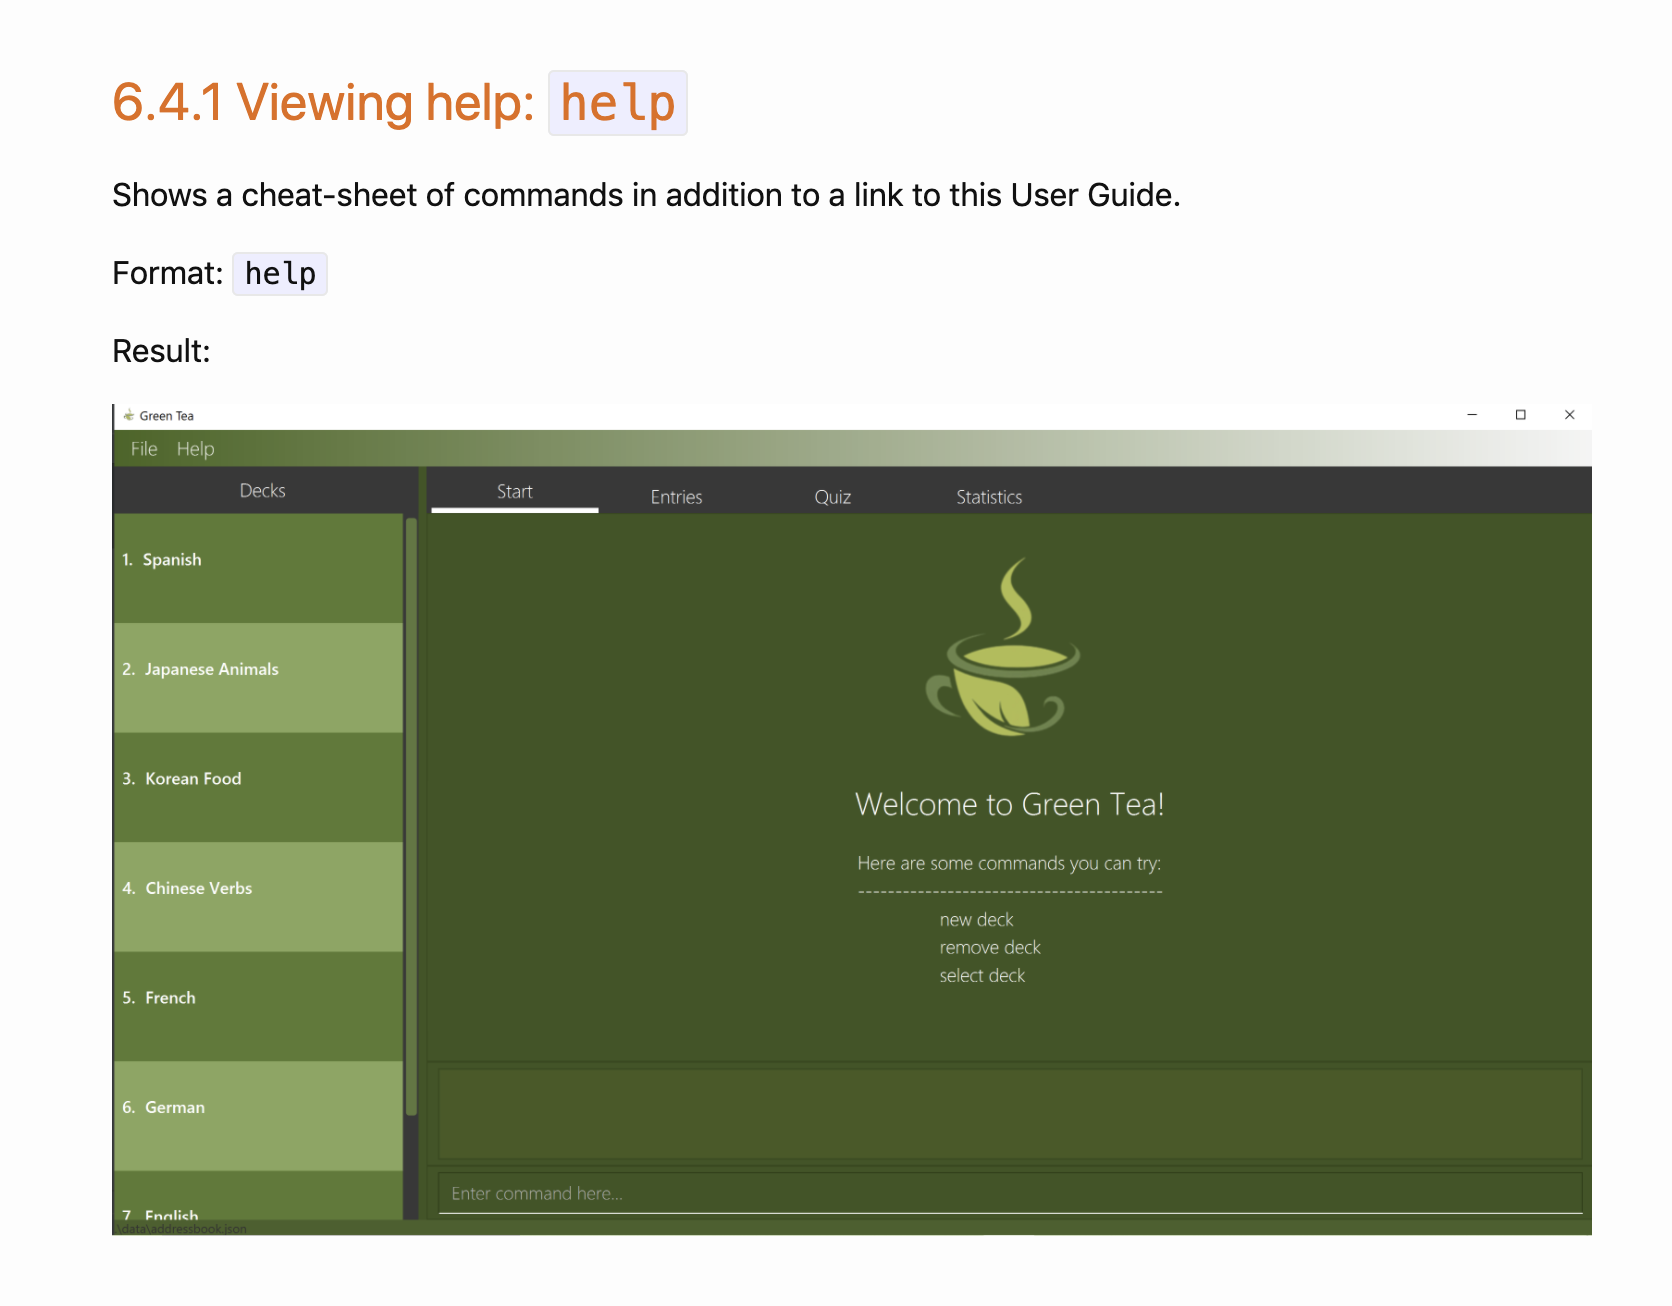 6.4.1 Viewing help: help
Shows a cheat-sheet of commands in addition to a link to this User Guide.
Format: help
Result:
Green Tea
File Help
Decks
Start Entries Quiz Statistics
1. Spanish
2. Japanese Animals
3. Korean Food
4. Chinese Verbs
5. French
6. German
7. English
Welcome to Green Tea!
Here are some commands you can try:
-----------------------------------------
new deck
remove deck
select deck
Enter command here...
\data\addressbook.json